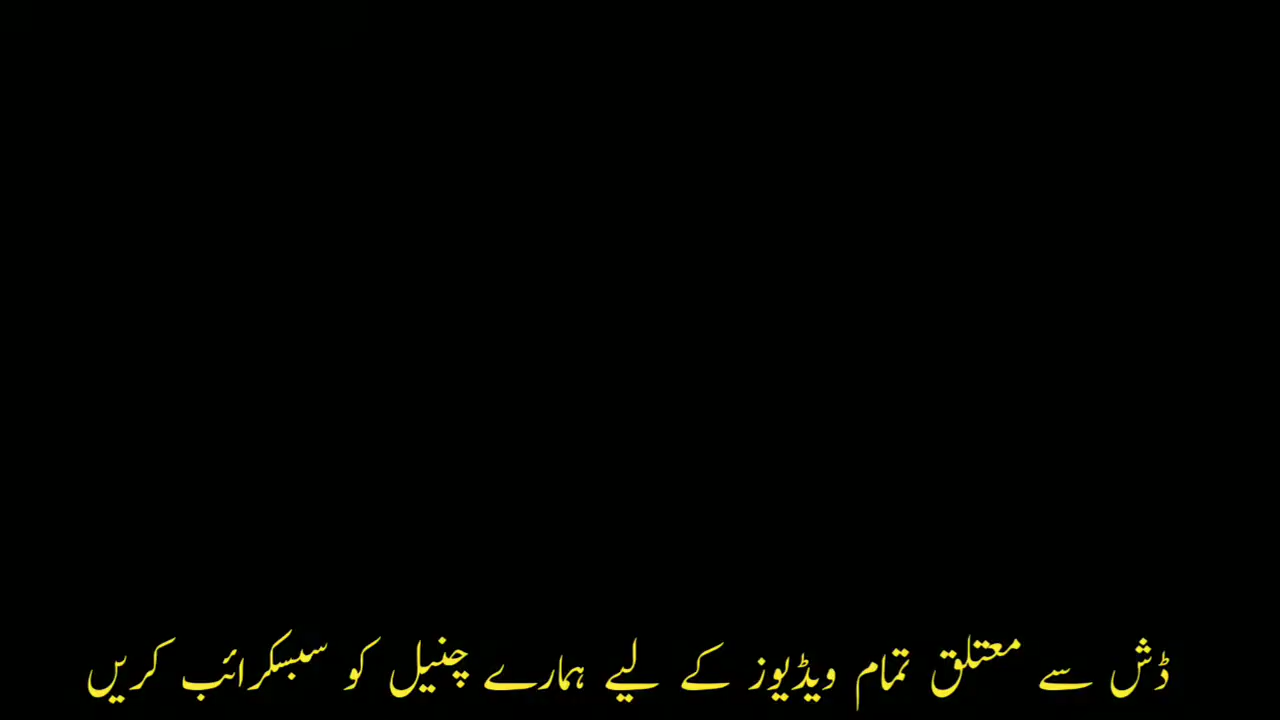 ڈش سے معتلق تمام ویڈیوز کے لیے ہمارے چنیل کو سبسکرائب کریں